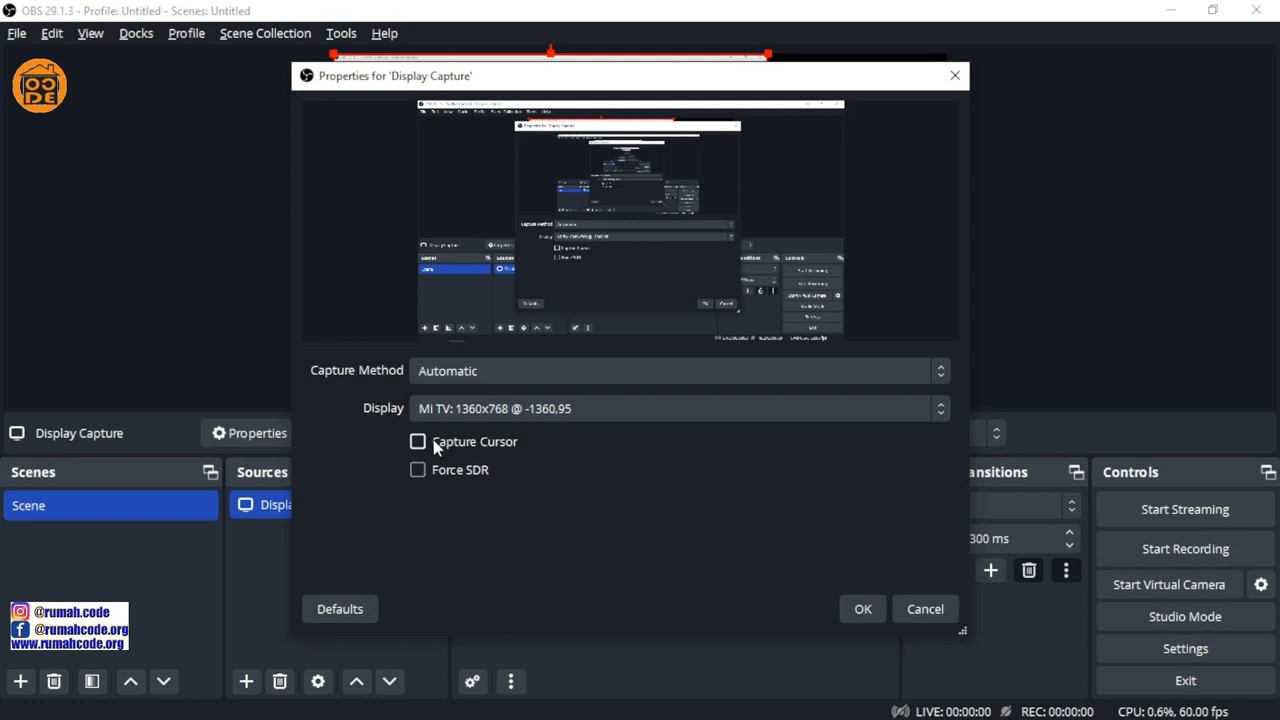 OBS 29.1.3 - Profile: Untitled - Scenes: Untitled
File Edit View Docks Profile Scene Collection Tools Help
Properties for 'Display Capture'
Capture Method Automatic
Display Mi TV: 1360x768 @ -1360,95
Capture Cursor
Force SDR
Defaults OK Cancel
Display Capture Properties
Scenes
Scene
Sources
Displa
ansitions
300 ms
Controls
Start Streaming
Start Recording
Start Virtual Camera
Studio Mode
Settings
Exit
@rumah.code
@rumahcode.org
www.rumahcode.org
LIVE: 00:00:00 REC: 00:00:00 CPU: 0.6%, 60.00 fps